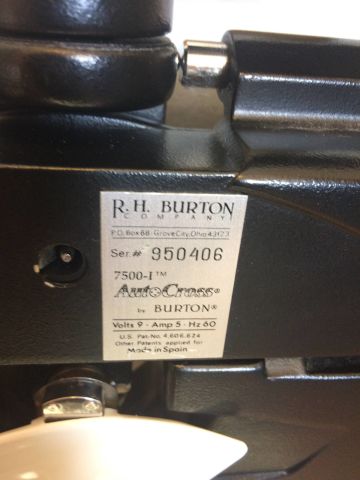 R. H. BURTON
COMPANY
P.O. Box 68 · Grove City, Ohio 43123
Ser. # 950406
7500-I™
AutoCross®
by BURTON®
Volts 9 · Amp 5 · Hz 60
U.S. Pat. No. 4,606,624
Other Patents applied for
Made in Spain